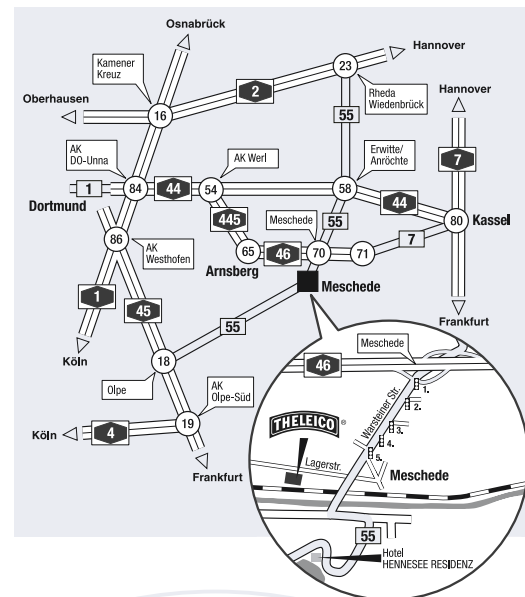 Osnabrück
Kamener
Kreuz
Hannover
23
2
Rheda
Wiedenbrück
Hannover
Oberhausen
16
55
7
AK
DO-Unna
AK Werl
Erwitte/
Anröchte
1
84
44
54
58
44
Dortmund
445
Meschede
55
80
Kassel
86
AK
Westhofen
65
46
70
71
7
Arnsberg
Meschede
1
45
55
Frankfurt
Köln
18
Meschede
46
Olpe
AK
Olpe-Süd
1.
2.
Warsteiner Str.
3.
19
THELEICO®
4.
Köln
4
5.
Lagerstr.
Meschede
Frankfurt
55
Hotel
HENNESEE RESIDENZ